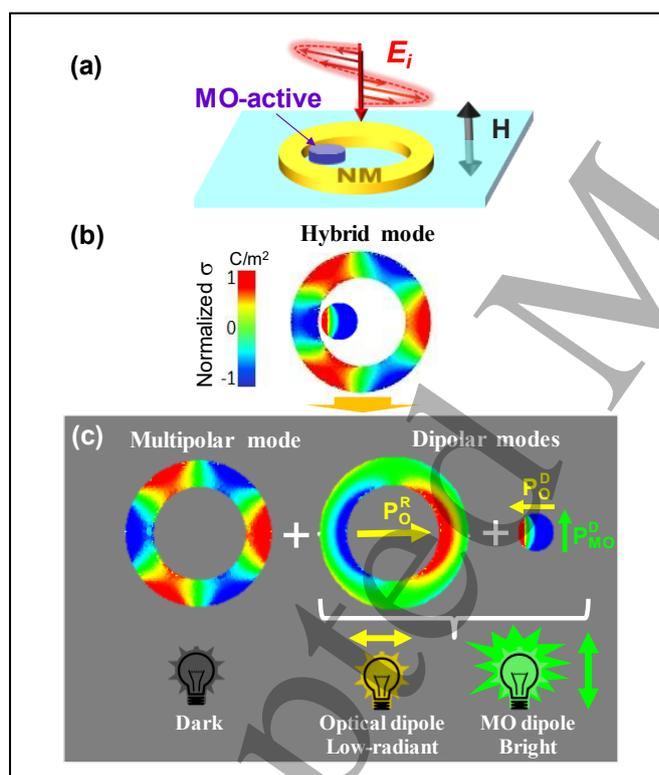 (a)
E_i
MO-active
H
NM
(b)
Hybrid mode
C/m²
Normalized σ
1
0
-1
(c)
Multipolar mode
Dipolar modes
+
P_O^R
+
P_O^D
P_MO^D
Dark
Optical dipole
Low-radiant
MO dipole
Bright
pted M